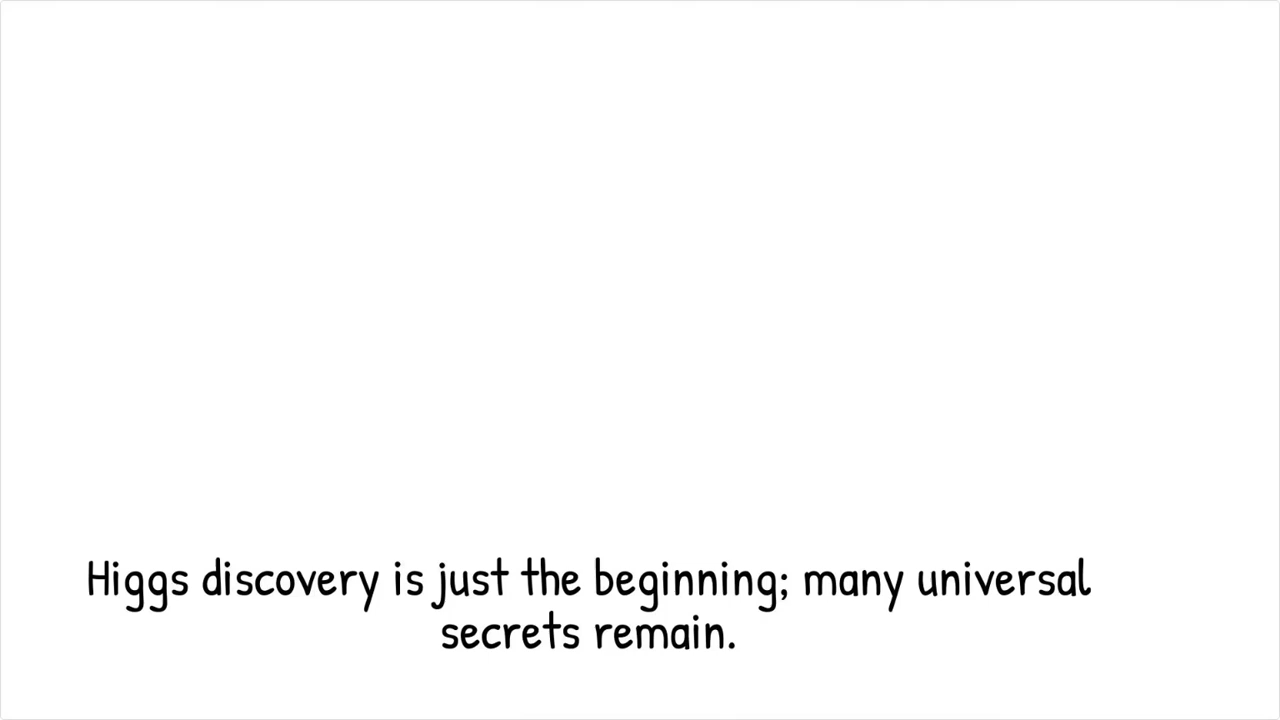 Higgs discovery is just the beginning; many universal
secrets remain.